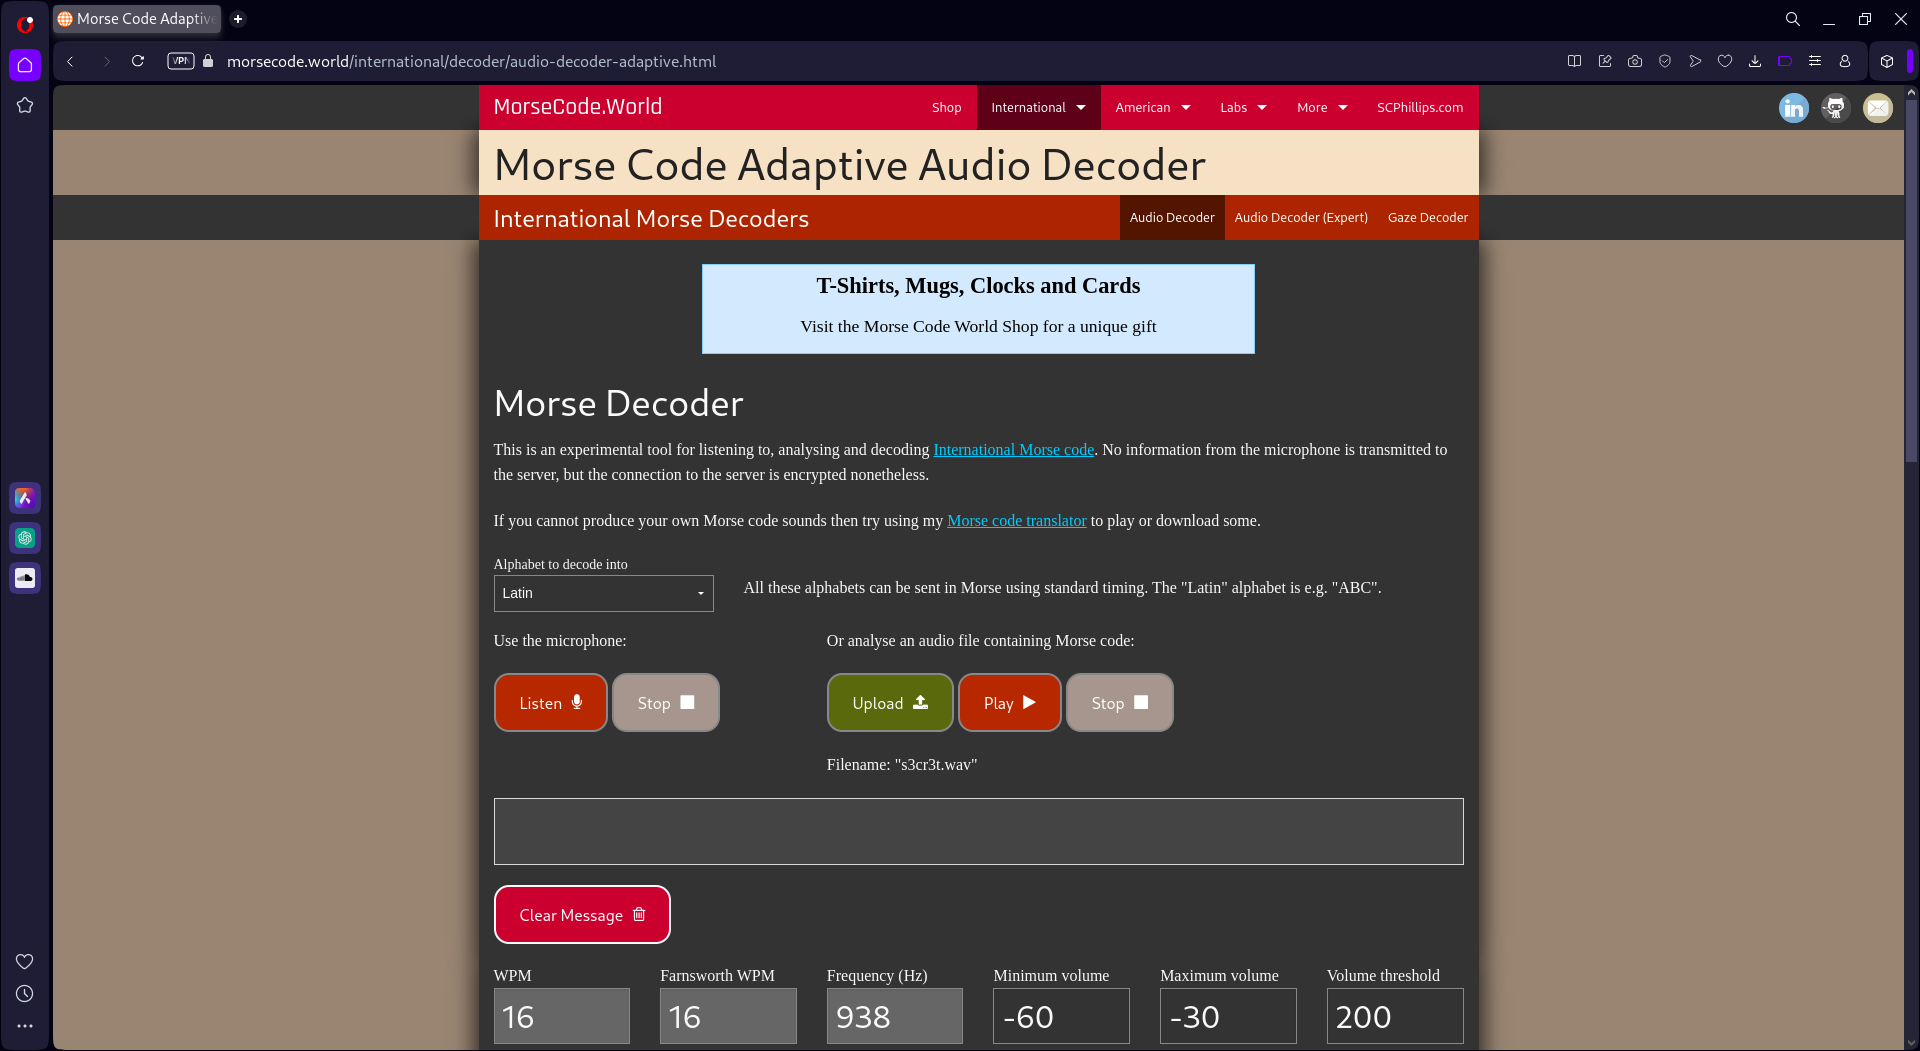 Morse Code Adaptive
VPN morsecode.world/international/decoder/audio-decoder-adaptive.html
MorseCode.World Shop International American Labs More SCPhillips.com
Morse Code Adaptive Audio Decoder
International Morse Decoders Audio Decoder Audio Decoder (Expert) Gaze Decoder
T-Shirts, Mugs, Clocks and Cards
Visit the Morse Code World Shop for a unique gift
Morse Decoder
This is an experimental tool for listening to, analysing and decoding International Morse code. No information from the microphone is transmitted to
the server, but the connection to the server is encrypted nonetheless.
If you cannot produce your own Morse code sounds then try using my Morse code translator to play or download some.
Alphabet to decode into
Latin
All these alphabets can be sent in Morse using standard timing. The "Latin" alphabet is e.g. "ABC".
Use the microphone: Or analyse an audio file containing Morse code:
Listen Stop Upload Play Stop
Filename: "s3cr3t.wav"
Clear Message
WPM Farnsworth WPM Frequency (Hz) Minimum volume Maximum volume Volume threshold
16 16 938 -60 -30 200